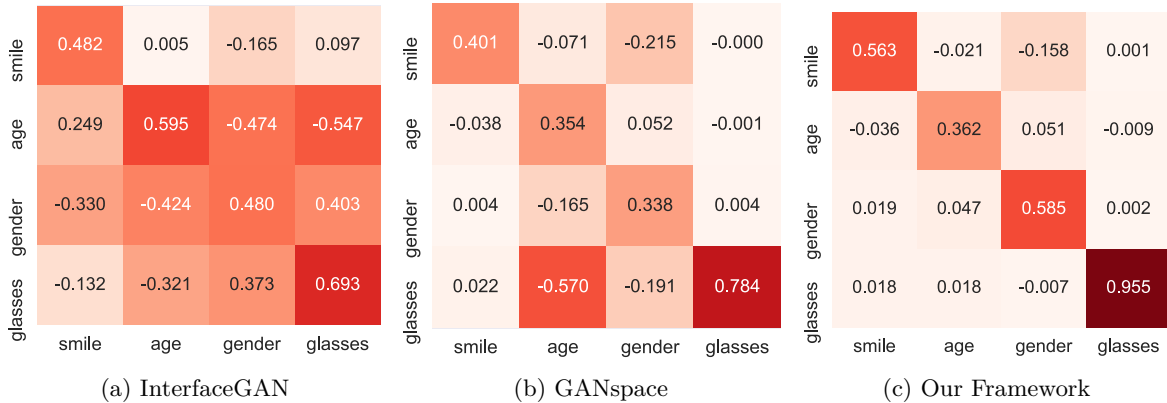 smile 0.482 0.005 -0.165 0.097
age 0.249 0.595 -0.474 -0.547
gender -0.330 -0.424 0.480 0.403
glasses -0.132 -0.321 0.373 0.693
smile age gender glasses
(a) InterfaceGAN
smile 0.401 -0.071 -0.215 -0.000
age -0.038 0.354 0.052 -0.001
gender 0.004 -0.165 0.338 0.004
glasses 0.022 -0.570 -0.191 0.784
smile age gender glasses
(b) GANspace
smile 0.563 -0.021 -0.158 0.001
age -0.036 0.362 0.051 -0.009
gender 0.019 0.047 0.585 0.002
glasses 0.018 0.018 -0.007 0.955
smile age gender glasses
(c) Our Framework